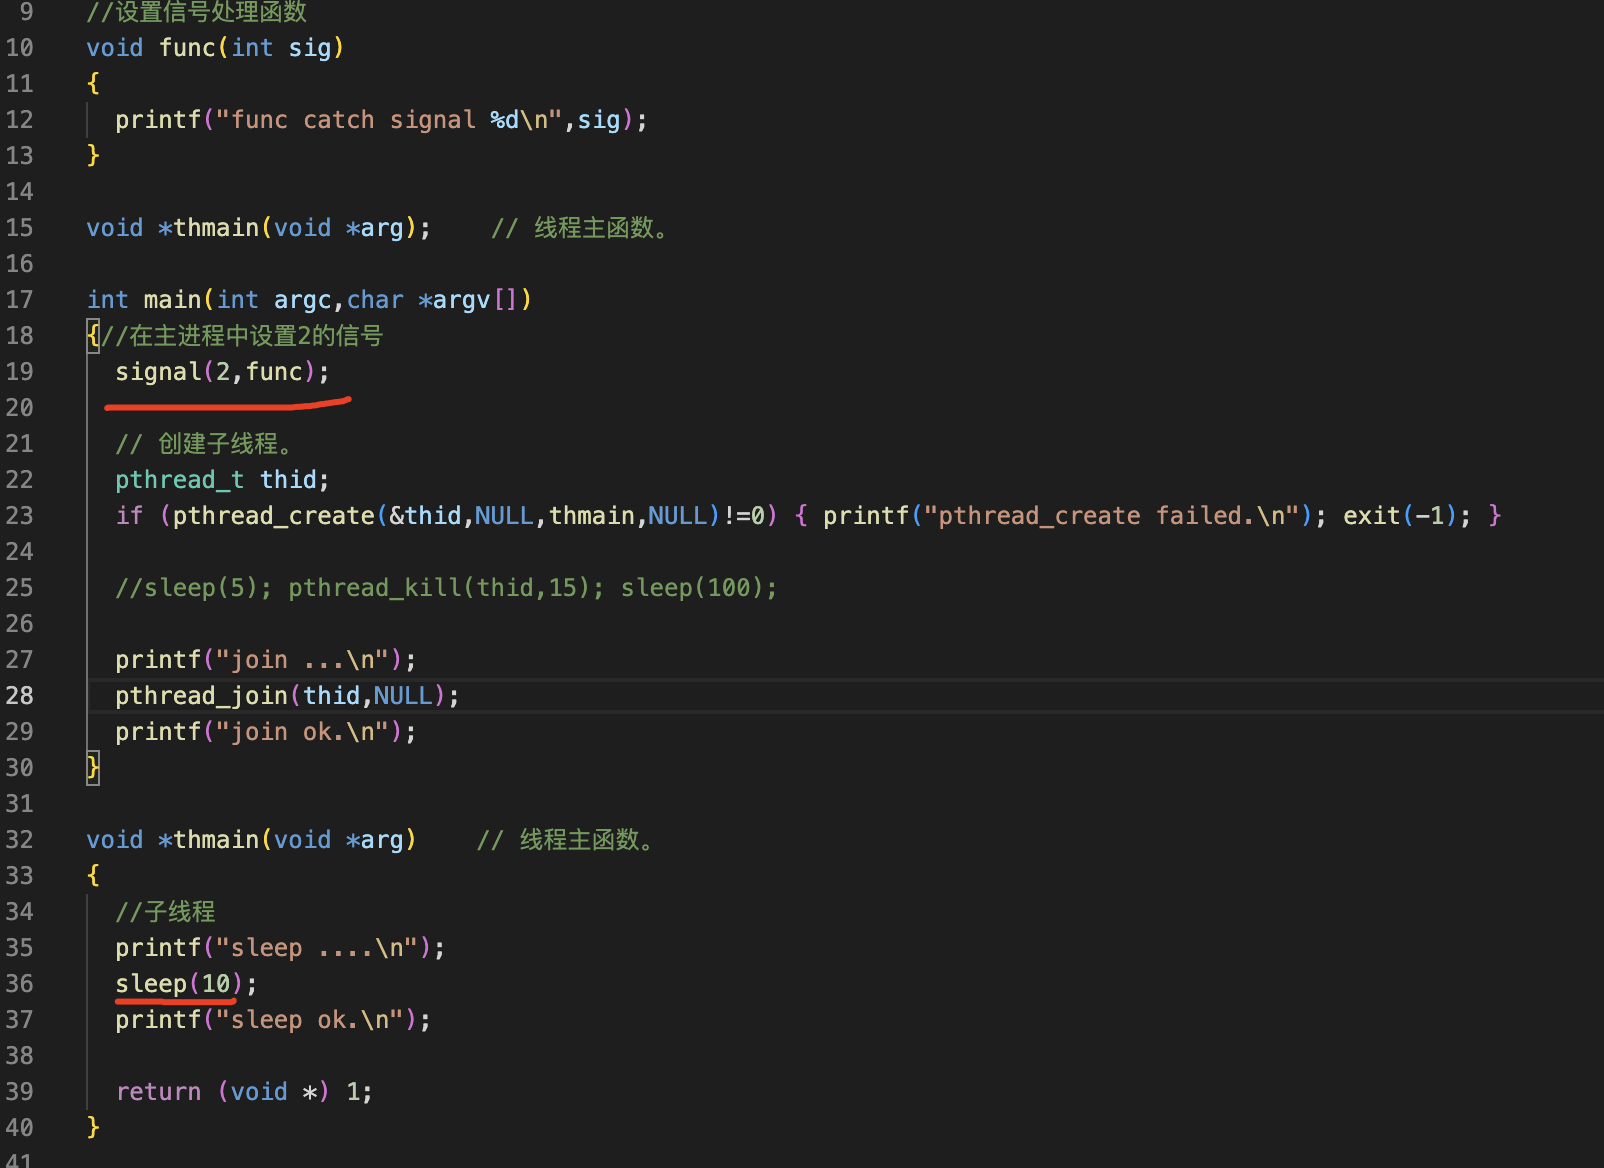 9 //设置信号处理函数
10 void func(int sig)
11 {
12 printf("func catch signal %d\n",sig);
13 }
14
15 void *thmain(void *arg); // 线程主函数。
16
17 int main(int argc,char *argv[])
18 {//在主进程中设置2的信号
19 signal(2,func);
20
21 // 创建子线程。
22 pthread_t thid;
23 if (pthread_create(&thid,NULL,thmain,NULL)!=0) { printf("pthread_create failed.\n"); exit(-1); }
24
25 //sleep(5); pthread_kill(thid,15); sleep(100);
26
27 printf("join ...\n");
28 pthread_join(thid,NULL);
29 printf("join ok.\n");
30 }
31
32 void *thmain(void *arg) // 线程主函数。
33 {
34 //子线程
35 printf("sleep ....\n");
36 sleep(10);
37 printf("sleep ok.\n");
38
39 return (void *) 1;
40 }
41